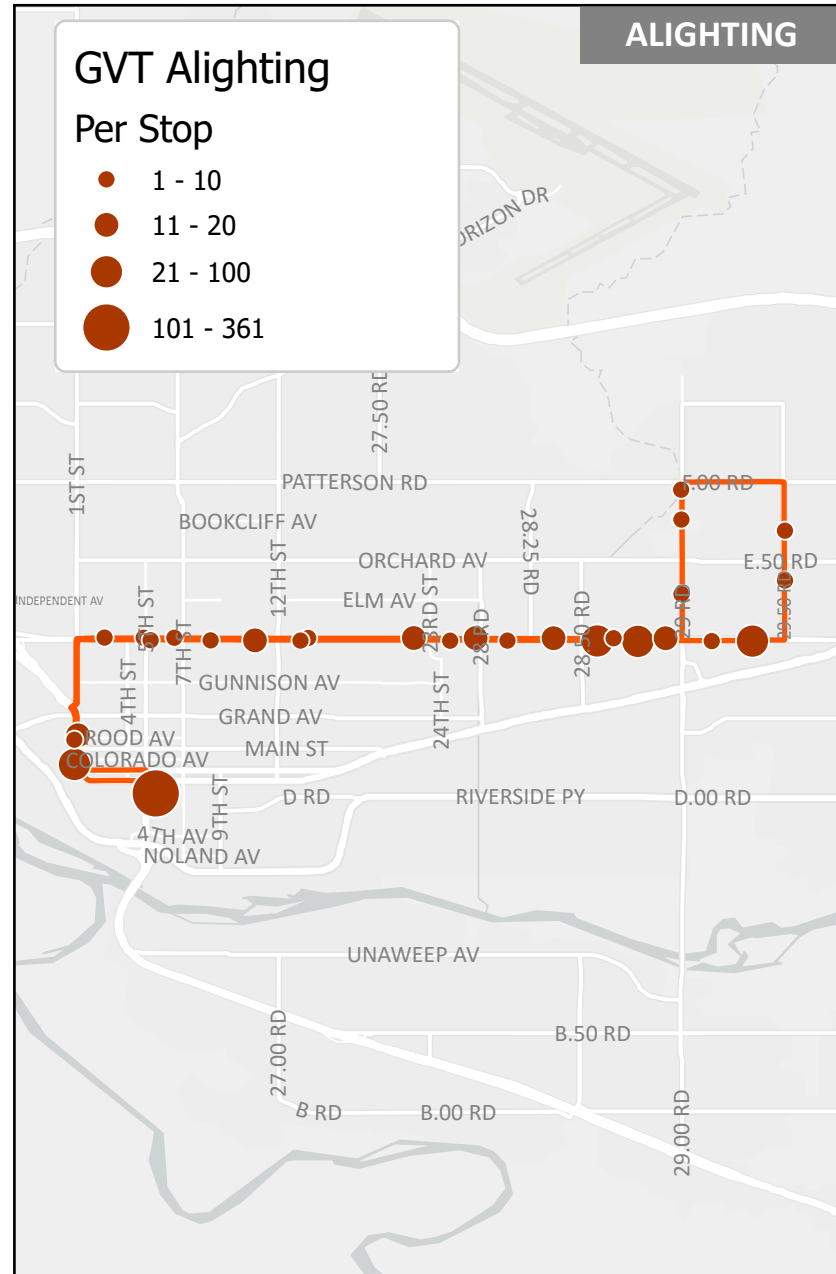 ALIGHTING
GVT Alighting
Per Stop
1 - 10
11 - 20
21 - 100
101 - 361
ORIZON DR
27.50 RD
1ST ST
PATTERSON RD
F.00 RD
BOOKCLIFF AV
28.25 RD
12TH ST
ORCHARD AV
E.50 RD
INDEPENDENT AV
ELM AV
5TH ST
7TH ST
23RD ST
28 RD
28.50 RD
29 RD
29.50 RD
GUNNISON AV
4TH ST
24TH ST
GRAND AV
ROOD AV
MAIN ST
COLORADO AV
9TH ST
D RD
RIVERSIDE PY
D.00 RD
4TH AV
NOLAND AV
UNAWEEP AV
27.00 RD
B.50 RD
B RD
B.00 RD
29.00 RD